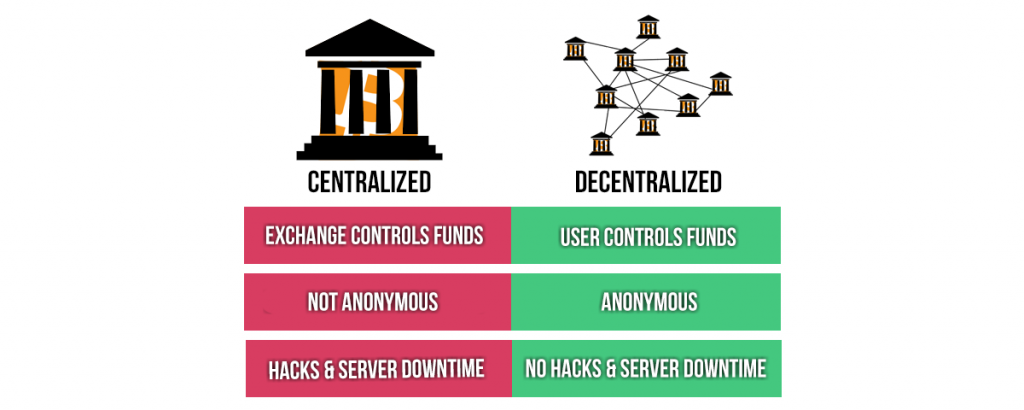 CENTRALIZED
DECENTRALIZED
EXCHANGE CONTROLS FUNDS
USER CONTROLS FUNDS
NOT ANONYMOUS
ANONYMOUS
HACKS & SERVER DOWNTIME
NO HACKS & SERVER DOWNTIME